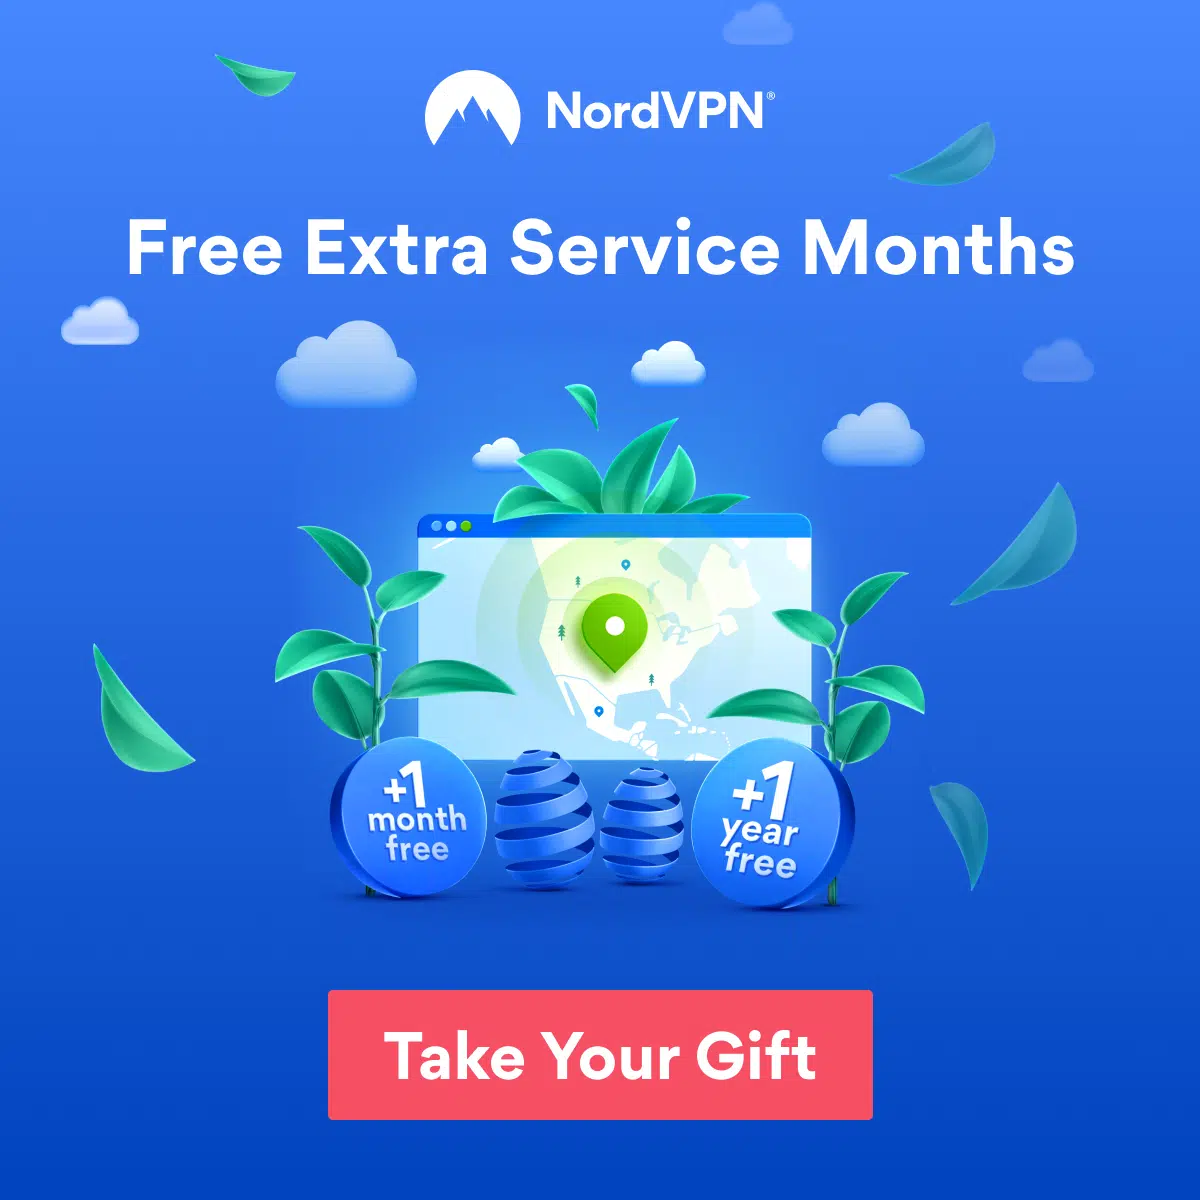 NordVPN®
Free Extra Service Months
+1
month
free
+1
year
free
Take Your Gift